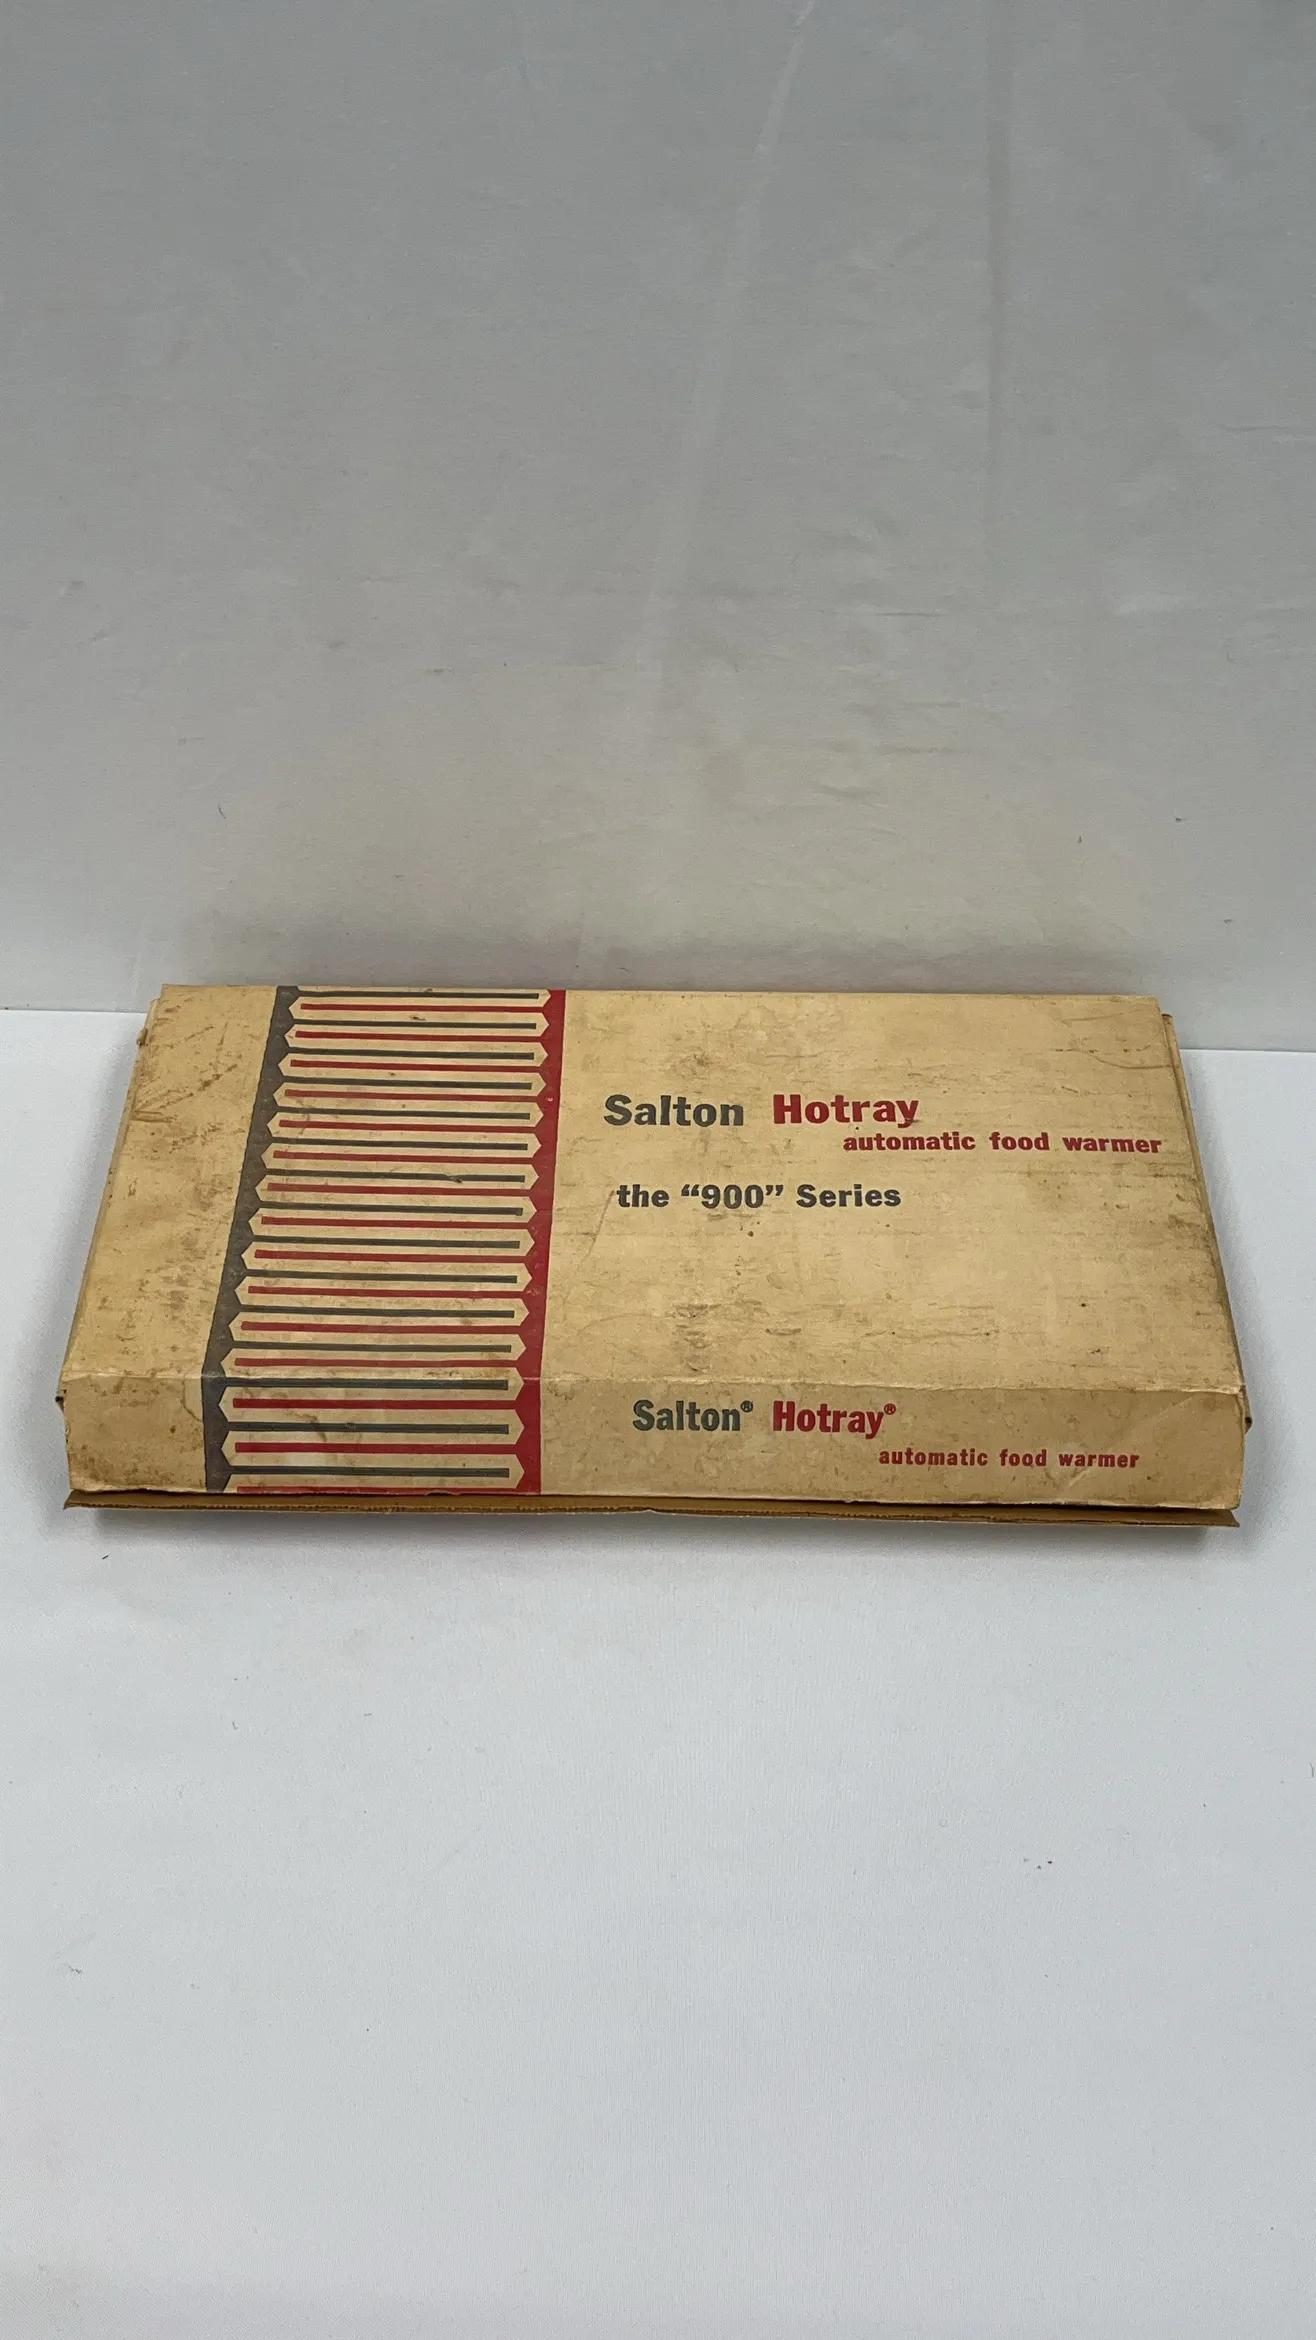 Salton Hotray
automatic food warmer
the “900” Series
Salton® Hotray®
automatic food warmer